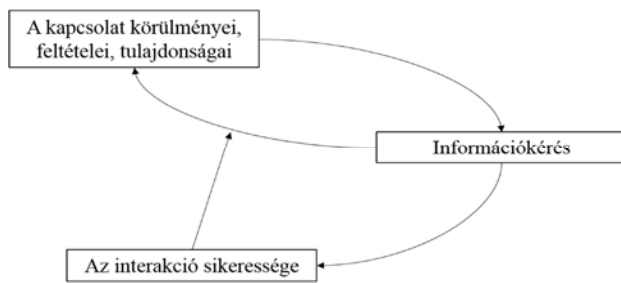 A kapcsolat körülményei,
feltételei, tulajdonságai
Információkérés
Az interakció sikeressége